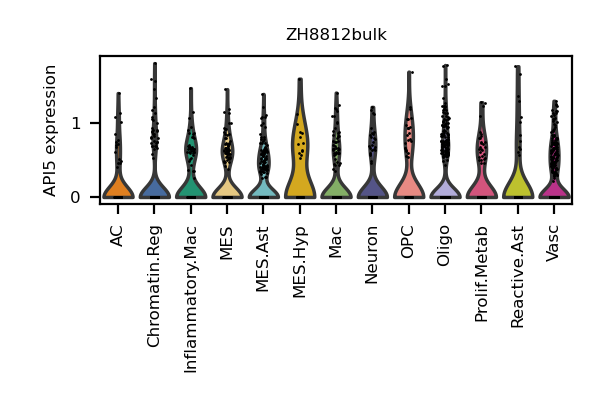 ZH8812bulk
API5 expression
1
0
AC
Chromatin.Reg
Inflammatory.Mac
MES
MES.Ast
MES.Hyp
Mac
Neuron
OPC
Oligo
Prolif.Metab
Reactive.Ast
Vasc